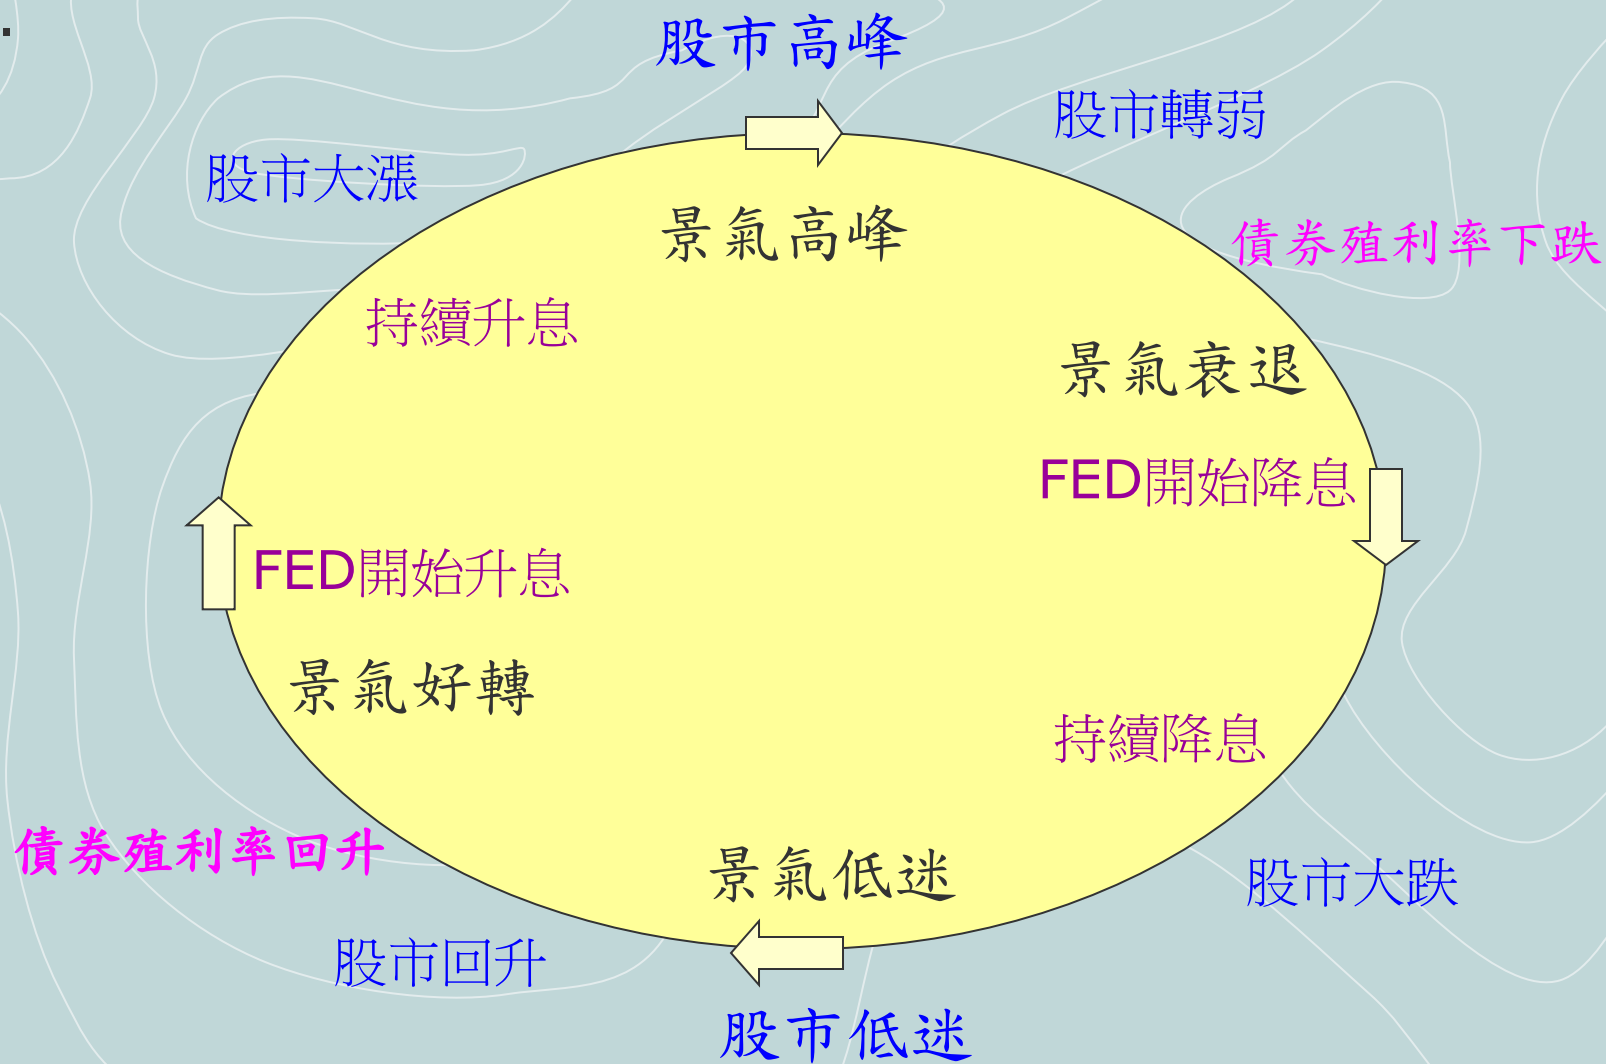 股市高峰
股市轉弱
股市大漲
景氣高峰
債券殖利率下跌
持續升息
景氣衰退
FED開始降息
FED開始升息
景氣好轉
持續降息
債券殖利率回升
景氣低迷
股市大跌
股市回升
股市低迷